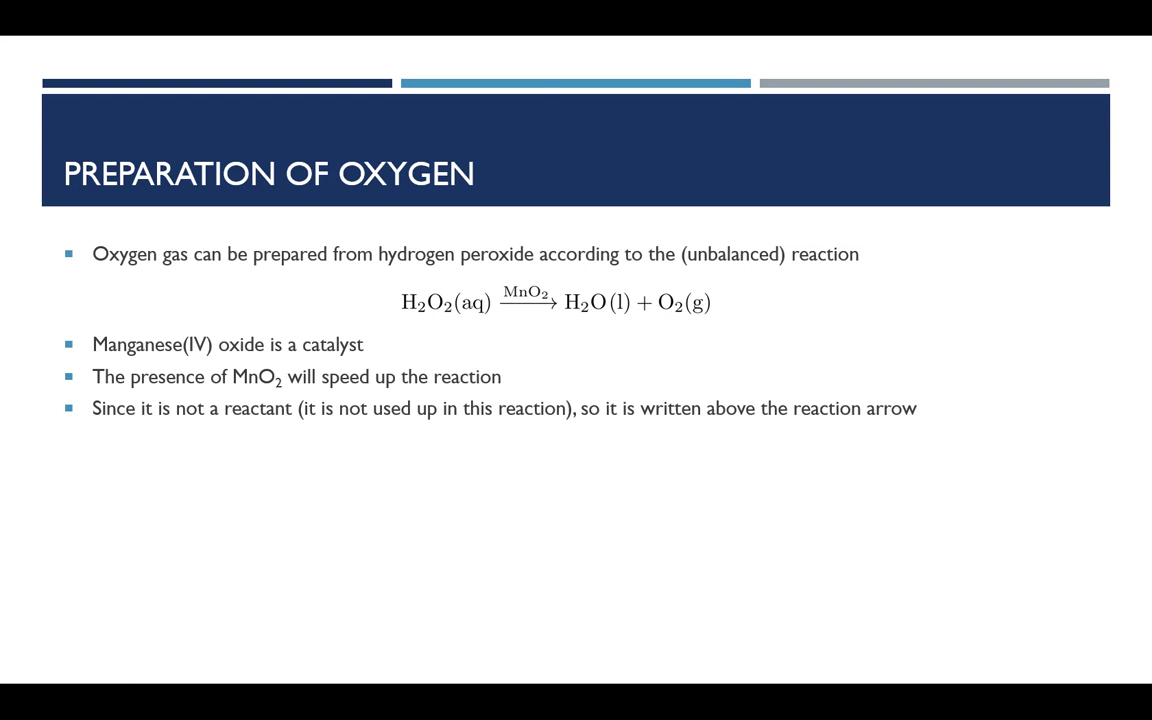 PREPARATION OF OXYGEN
Oxygen gas can be prepared from hydrogen peroxide according to the (unbalanced) reaction
H₂O₂(aq) —MnO₂→ H₂O(l) + O₂(g)
Manganese(IV) oxide is a catalyst
The presence of MnO₂ will speed up the reaction
Since it is not a reactant (it is not used up in this reaction), so it is written above the reaction arrow